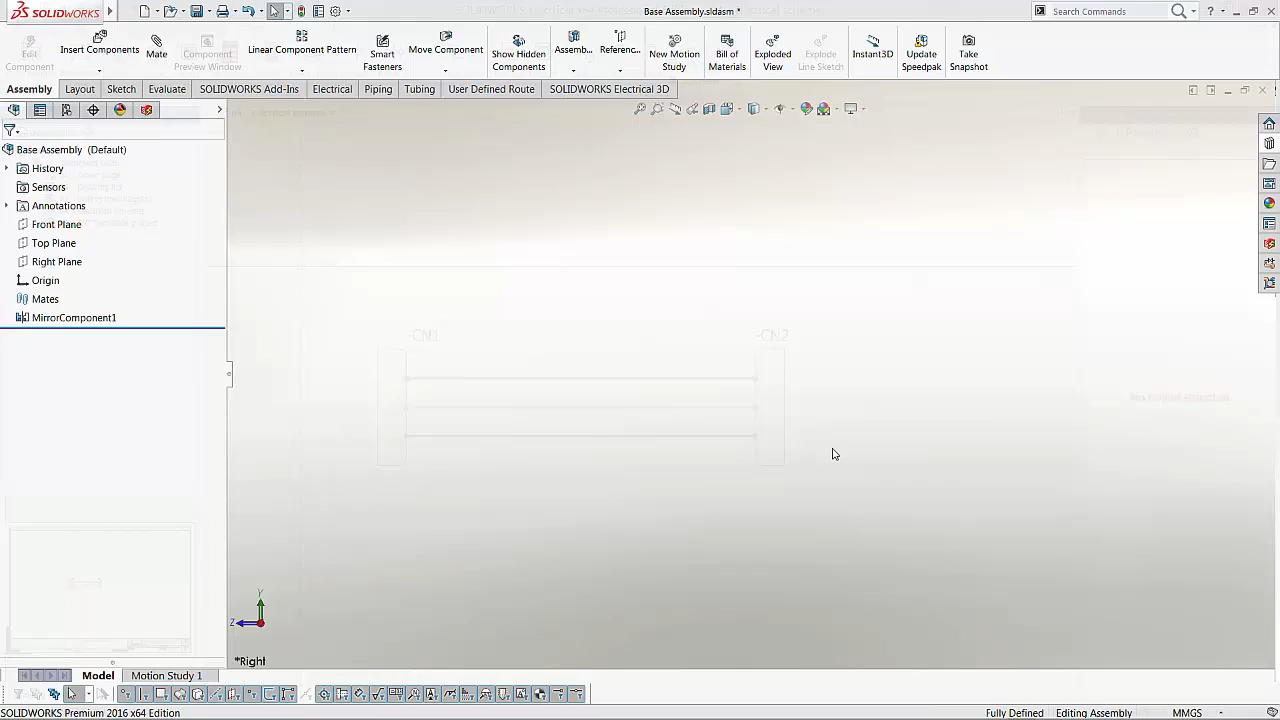 SOLIDWORKS
Base Assembly.sldasm *
Search Commands
Edit Component
Insert Components
Mate
Component Preview Window
Linear Component Pattern
Smart Fasteners
Move Component
Show Hidden Components
Assemb...
Referenc...
New Motion Study
Bill of Materials
Exploded View
Explode Line Sketch
Instant3D
Update Speedpak
Take Snapshot
Assembly
Layout
Sketch
Evaluate
SOLIDWORKS Add-Ins
Electrical
Piping
Tubing
User Defined Route
SOLIDWORKS Electrical 3D
Base Assembly (Default)
History
Sensors
Annotations
Front Plane
Top Plane
Right Plane
Origin
Mates
MirrorComponent1
-CN1
-CN2
Y
Z
*Right
Model
Motion Study 1
SOLIDWORKS Premium 2016 x64 Edition
Fully Defined
Editing Assembly
MMGS